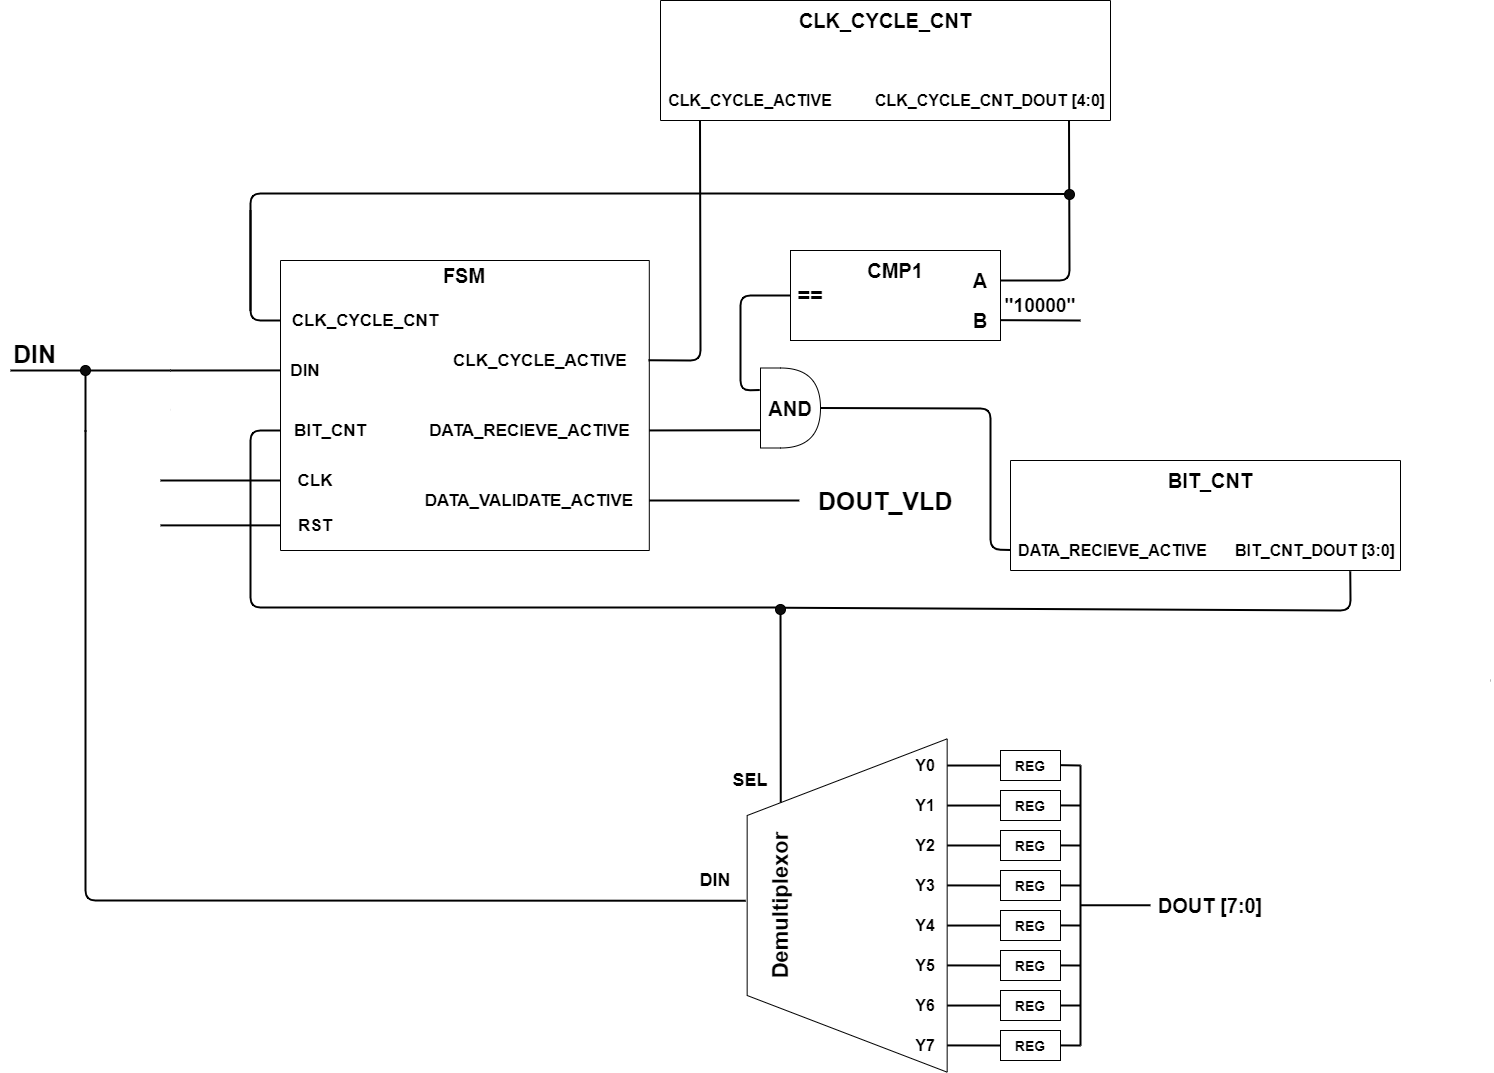 CLK_CYCLE_CNT
CLK_CYCLE_ACTIVE
CLK_CYCLE_CNT_DOUT [4:0]
FSM
CLK_CYCLE_CNT
DIN
DIN
CLK_CYCLE_ACTIVE
BIT_CNT
DATA_RECIEVE_ACTIVE
CLK
DATA_VALIDATE_ACTIVE
RST
DOUT_VLD
CMP1
==
A
B
"10000"
AND
BIT_CNT
DATA_RECIEVE_ACTIVE
BIT_CNT_DOUT [3:0]
SEL
DIN
Demultiplexor
Y0
REG
Y1
REG
Y2
REG
Y3
REG
Y4
REG
Y5
REG
Y6
REG
Y7
REG
DOUT [7:0]